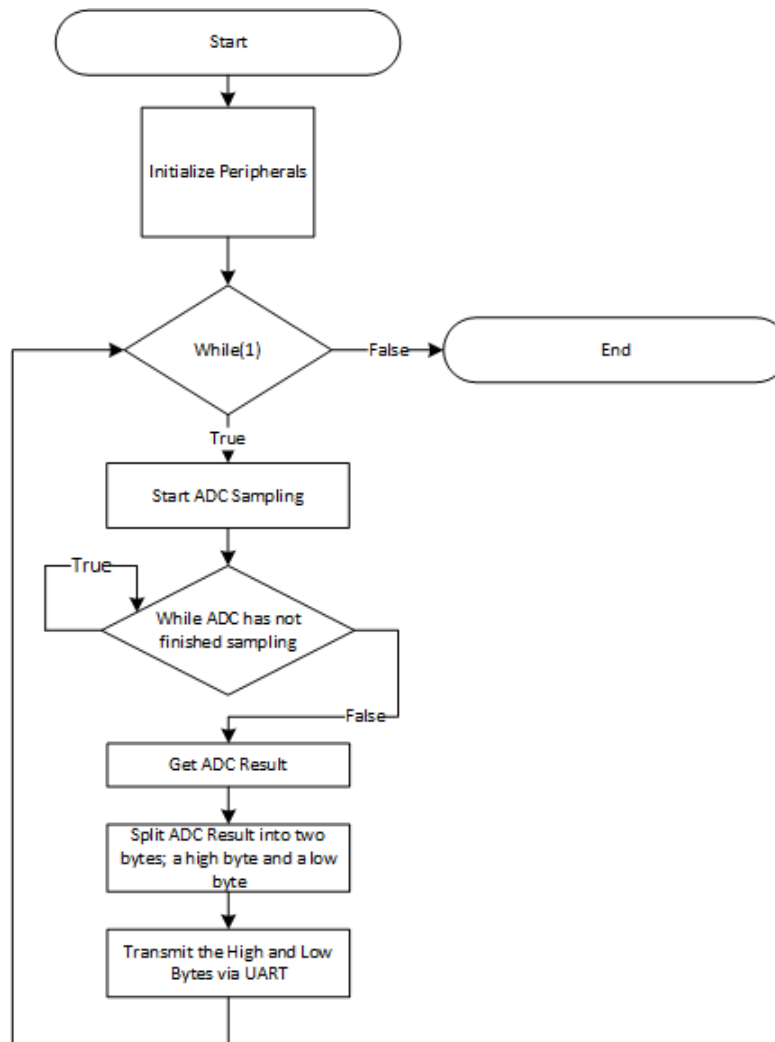 Start
Initialize Peripherals
While(1)
False
End
True
Start ADC Sampling
True
While ADC has not
finished sampling
False
Get ADC Result
Split ADC Result into two
bytes; a high byte and a low
byte
Transmit the High and Low
Bytes via UART